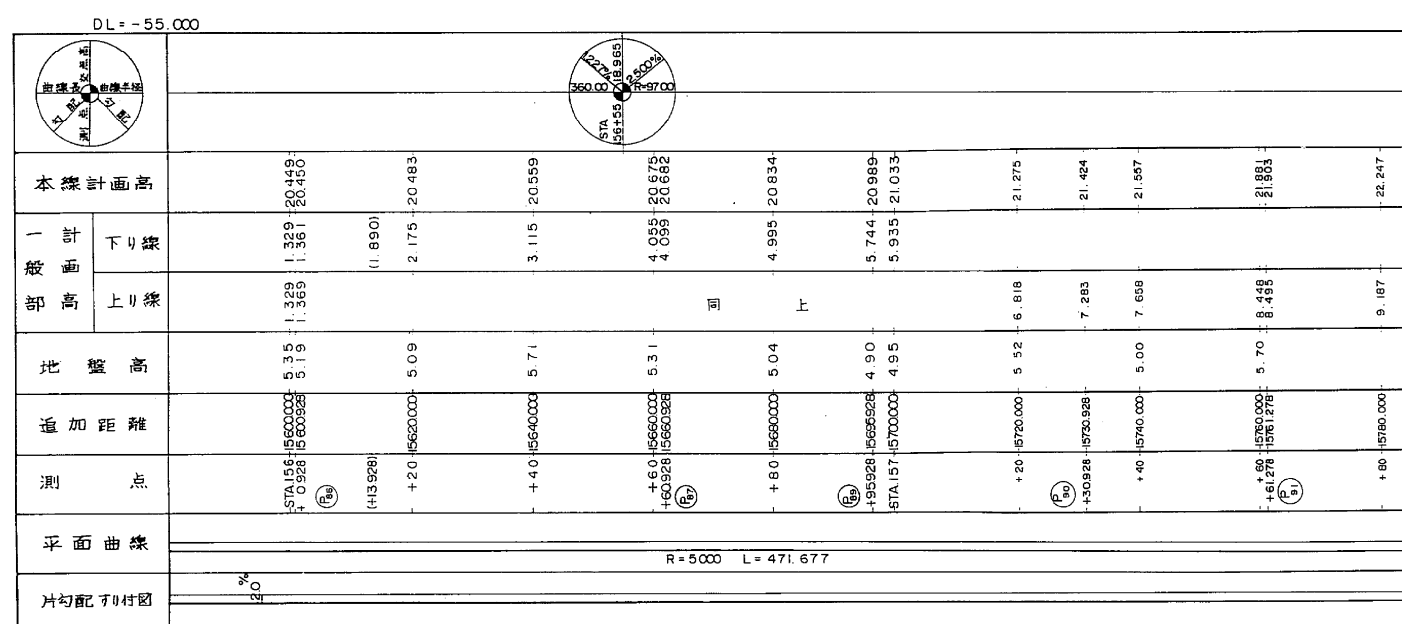 DL = -55.000
交点高
曲線長 曲線半径
勾配 勾配
測点
18.965
1.227% 2.500%
360.00 R=9700
STA
156+55
本線計画高 20.449 20.450 20.483 20.559 20.675 20.682 20.834 20.989 21.033 21.275 21.424 21.557 21.881 21.903 22.247
一般部計画高
下り線 1.329 1.361 (1.890) 2.175 3.115 4.055 4.099 4.995 5.744 5.935
上り線 1.329 1.369 同上 6.818 7.283 7.658 8.448 8.495 9.187
地盤高 5.35 5.19 5.09 5.71 5.31 5.04 4.90 4.95 5 52 5.00 5.70
追加距離 15600.000 15600.928 15620.000 15640.000 15660.000 15660.928 15680.000 15695.928 15700.000 15720.000 15730.928 15740.000 15760.000 15761.278 15780.000
測点 STA.156 + 0.928 P86 (+13.928) +20 +40 +60 +60.928 P87 +80 P89 +95.928 STA.157 +20 P90 +30.928 +40 +60 +61.278 P91 +80
平面曲線
R = 5000 L = 471.677
片勾配すり付図 2.0 %